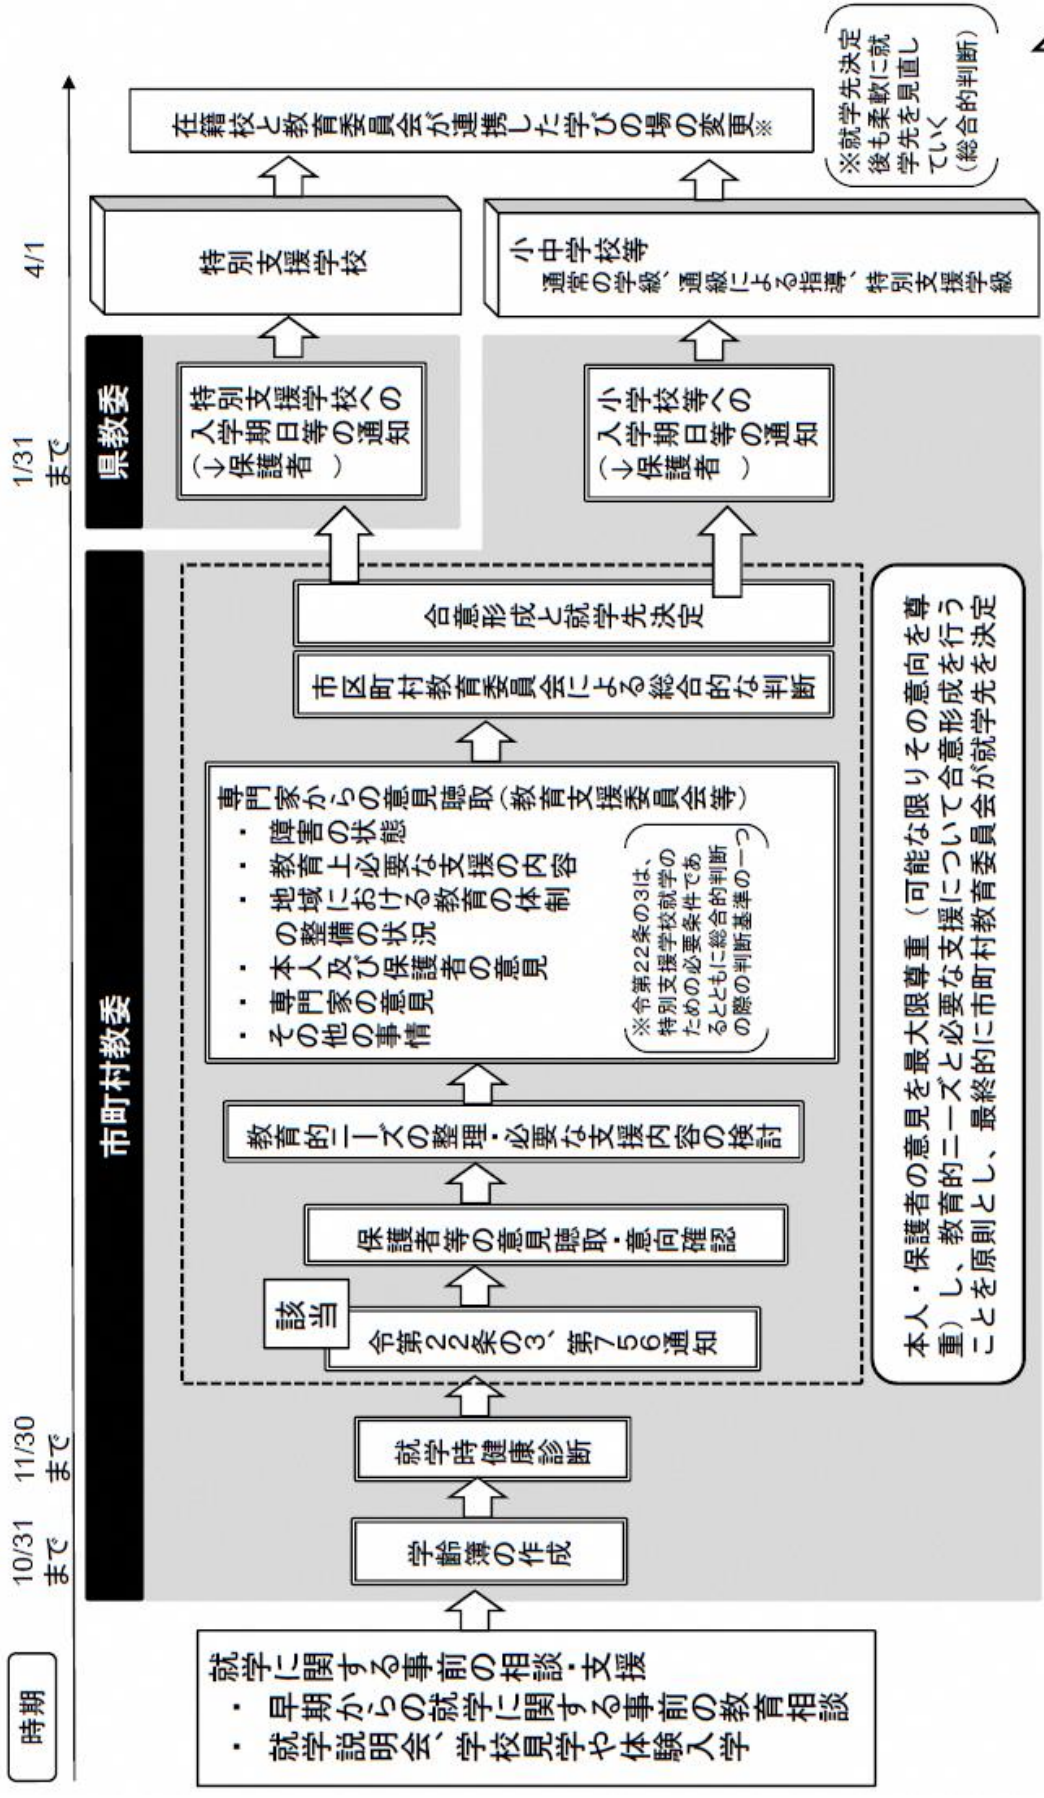 時期
10/31
まで
11/30
まで
1/31
まで
4/1
市町村教委
県教委
就学に関する事前の相談・支援
・ 早期からの就学に関する事前の教育相談
・ 就学説明会、学校見学や体験入学
学齢簿の作成
就学時健康診断
該
当
令第22条の3、第756通知
保護者等の意見聴取・意向確認
教育的ニーズの整理・必要な支援内容の検討
専門家からの意見聴取(教育支援委員会等)
・ 障害の状態
・ 教育上必要な支援の内容
・ 地域における教育の体制
の整備の状況
・ 本人及び保護者の意見
・ 専門家の意見
・ その他の事情
※令第22条の3は、
特別支援学校就学の
ための必要条件であ
るとともに総合的判断
の際の判断基準の一つ
市区町村教育委員会による総合的な判断
合意形成と就学先決定
特別支援学校への
入学期日等の通知
(→保護者 )
小学校等への
入学期日等の通知
(→保護者 )
特別支援学校
小中学校等
通常の学級、通級による指導、特別支援学級
在籍校と教育委員会が連携した学びの場の変更※
※就学先決定
後も柔軟に就
学先を見直し
ていく
(総合的判断)
本人・保護者の意見を最大限尊重(可能な限りその意向を尊
重)し、教育的ニーズと必要な支援について合意形成を行う
ことを原則とし、最終的に市町村教育委員会が就学先を決定